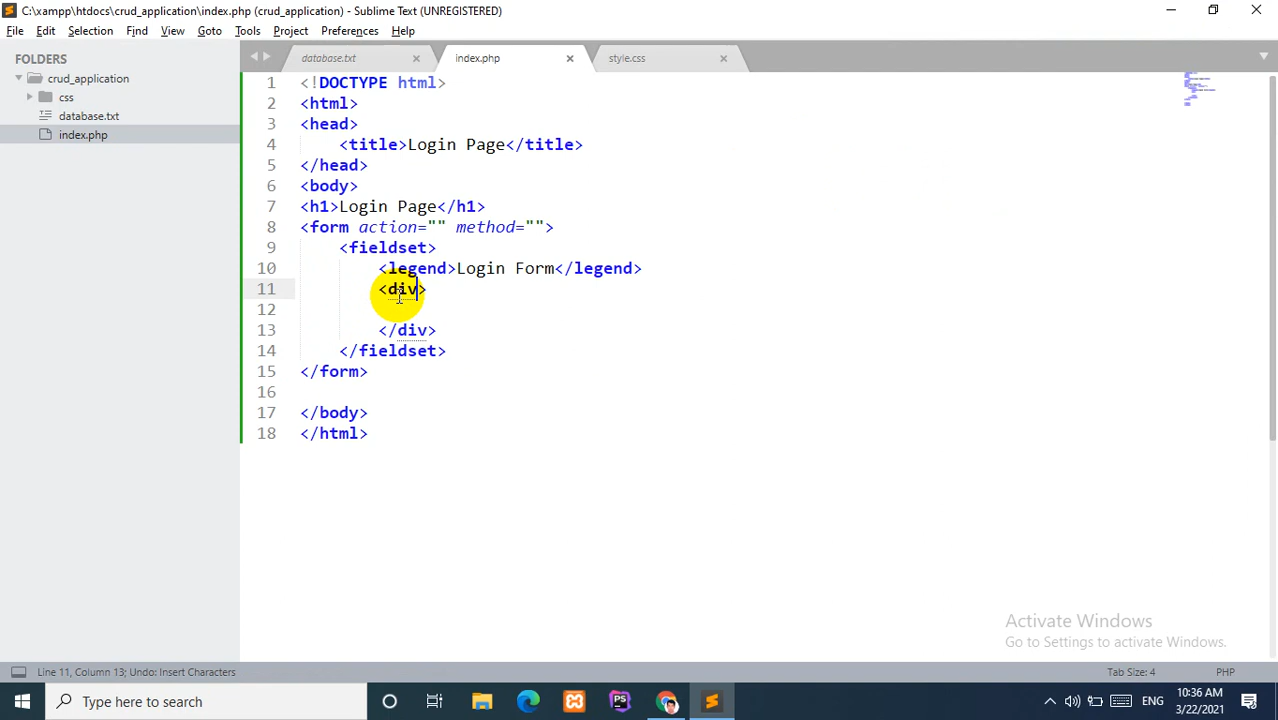 C:\xampp\htdocs\crud_application\index.php (crud_application) - Sublime Text (UNREGISTERED)
File Edit Selection Find View Goto Tools Project Preferences Help
FOLDERS
crud_application
css
database.txt
index.php
database.txt index.php style.css
1 <!DOCTYPE html>
2 <html>
3 <head>
4 <title>Login Page</title>
5 </head>
6 <body>
7 <h1>Login Page</h1>
8 <form action="" method="">
9 <fieldset>
10 <legend>Login Form</legend>
11 <div>
12
13 </div>
14 </fieldset>
15 </form>
16
17 </body>
18 </html>
Activate Windows
Go to Settings to activate Windows.
Line 11, Column 13; Undo: Insert Characters Tab Size: 4 PHP
Type here to search
PS
ENG
10:36 AM
3/22/2021